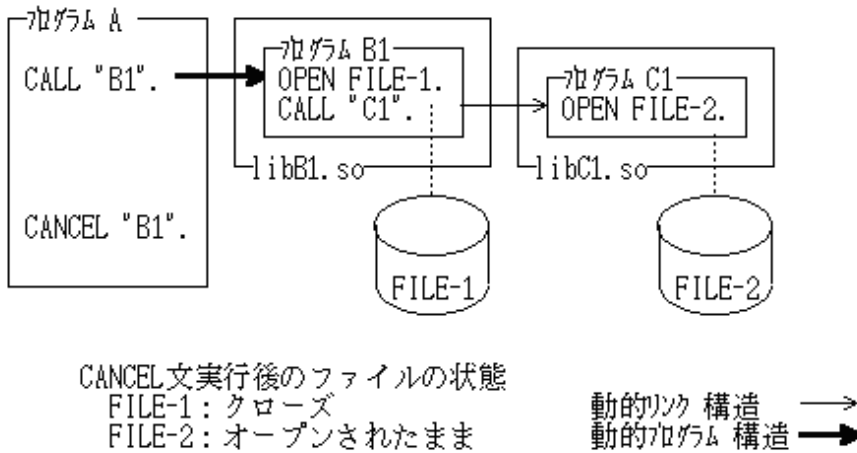 ﾌﾟﾛｸﾞﾗﾑ A
CALL "B1".
CANCEL "B1".
ﾌﾟﾛｸﾞﾗﾑ B1
OPEN FILE-1.
CALL "C1".
libB1.so
FILE-1
ﾌﾟﾛｸﾞﾗﾑ C1
OPEN FILE-2.
libC1.so
FILE-2
CANCEL文実行後のファイルの状態
FILE-1：クローズ
FILE-2：オープンされたまま
動的ﾘﾝｸ 構造
動的ﾌﾟﾛｸﾞﾗﾑ 構造